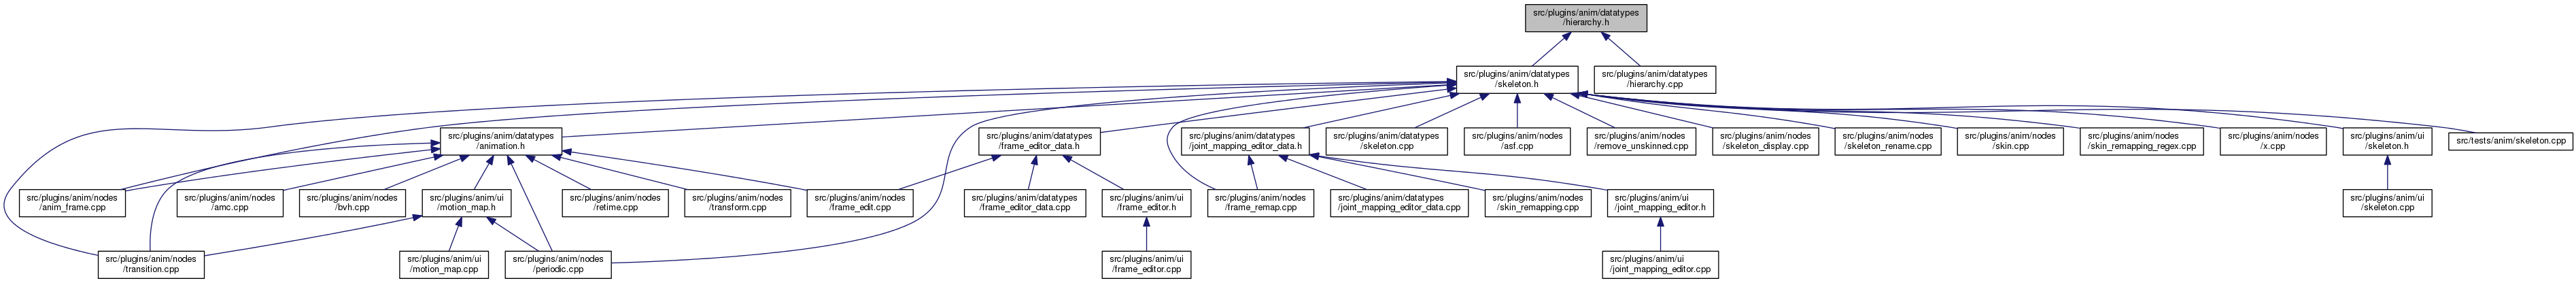 src/plugins/anim/datatypes
/hierarchy.h
src/plugins/anim/datatypes
/skeleton.h
src/plugins/anim/datatypes
/hierarchy.cpp
src/plugins/anim/datatypes
/animation.h
src/plugins/anim/datatypes
/frame_editor_data.h
src/plugins/anim/datatypes
/joint_mapping_editor_data.h
src/plugins/anim/datatypes
/skeleton.cpp
src/plugins/anim/nodes
/asf.cpp
src/plugins/anim/nodes
/remove_unskinned.cpp
src/plugins/anim/nodes
/skeleton_display.cpp
src/plugins/anim/nodes
/skeleton_rename.cpp
src/plugins/anim/nodes
/skin.cpp
src/plugins/anim/nodes
/skin_remapping_regex.cpp
src/plugins/anim/nodes
/x.cpp
src/plugins/anim/ui
/skeleton.h
src/tests/anim/skeleton.cpp
src/plugins/anim/nodes
/anim_frame.cpp
src/plugins/anim/nodes
/amc.cpp
src/plugins/anim/nodes
/bvh.cpp
src/plugins/anim/ui
/motion_map.h
src/plugins/anim/nodes
/retime.cpp
src/plugins/anim/nodes
/transform.cpp
src/plugins/anim/nodes
/frame_edit.cpp
src/plugins/anim/datatypes
/frame_editor_data.cpp
src/plugins/anim/ui
/frame_editor.h
src/plugins/anim/nodes
/frame_remap.cpp
src/plugins/anim/datatypes
/joint_mapping_editor_data.cpp
src/plugins/anim/nodes
/skin_remapping.cpp
src/plugins/anim/ui
/joint_mapping_editor.h
src/plugins/anim/ui
/skeleton.cpp
src/plugins/anim/nodes
/transition.cpp
src/plugins/anim/ui
/motion_map.cpp
src/plugins/anim/nodes
/periodic.cpp
src/plugins/anim/ui
/frame_editor.cpp
src/plugins/anim/ui
/joint_mapping_editor.cpp